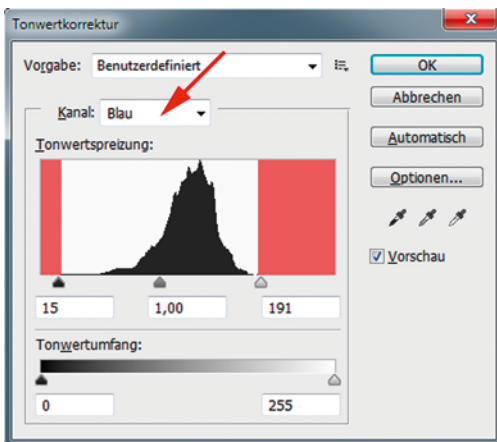 Tonwertkorrektur
Vorgabe: Benutzerdefiniert
OK
Abbrechen
Kanal: Blau
Automatisch
Tonwertspreizung:
Optionen...
Vorschau
15 1,00 191
Tonwertumfang:
0 255